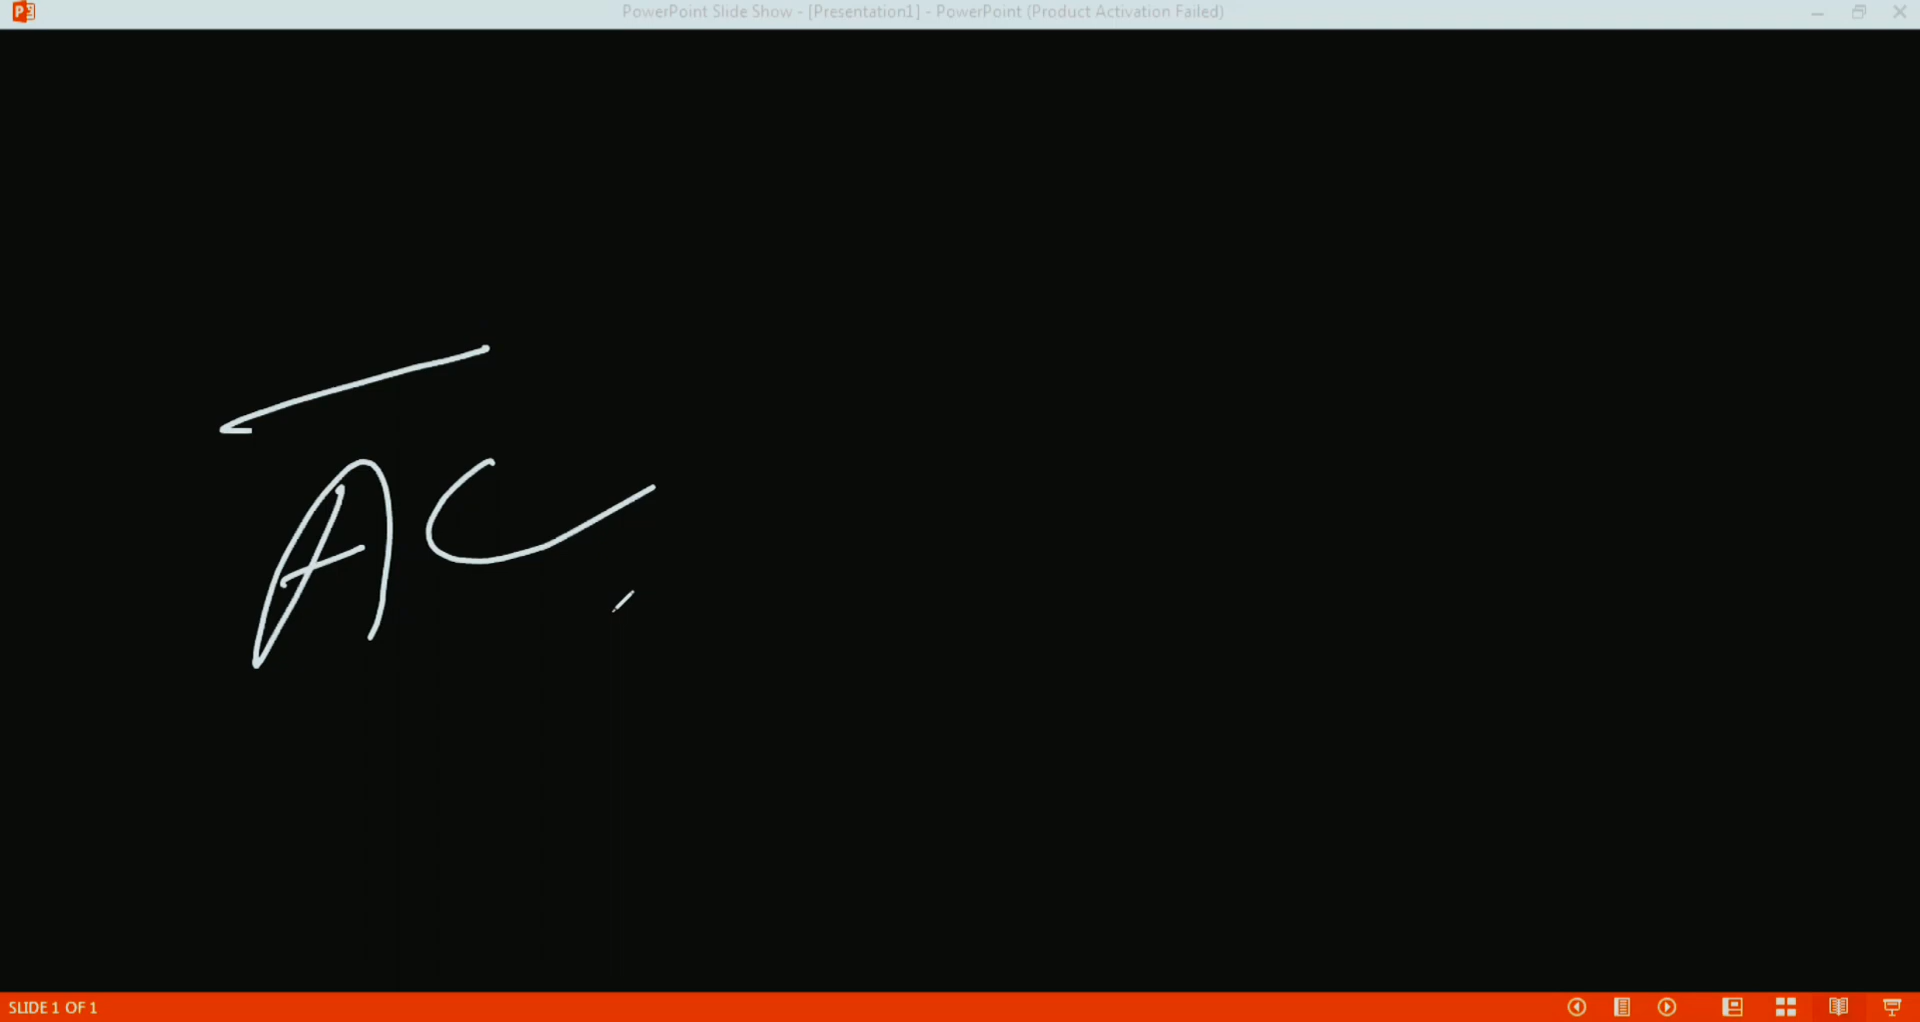 PowerPoint Slide Show - [Presentation1] - PowerPoint (Product Activation Failed)
AC
SLIDE 1 OF 1